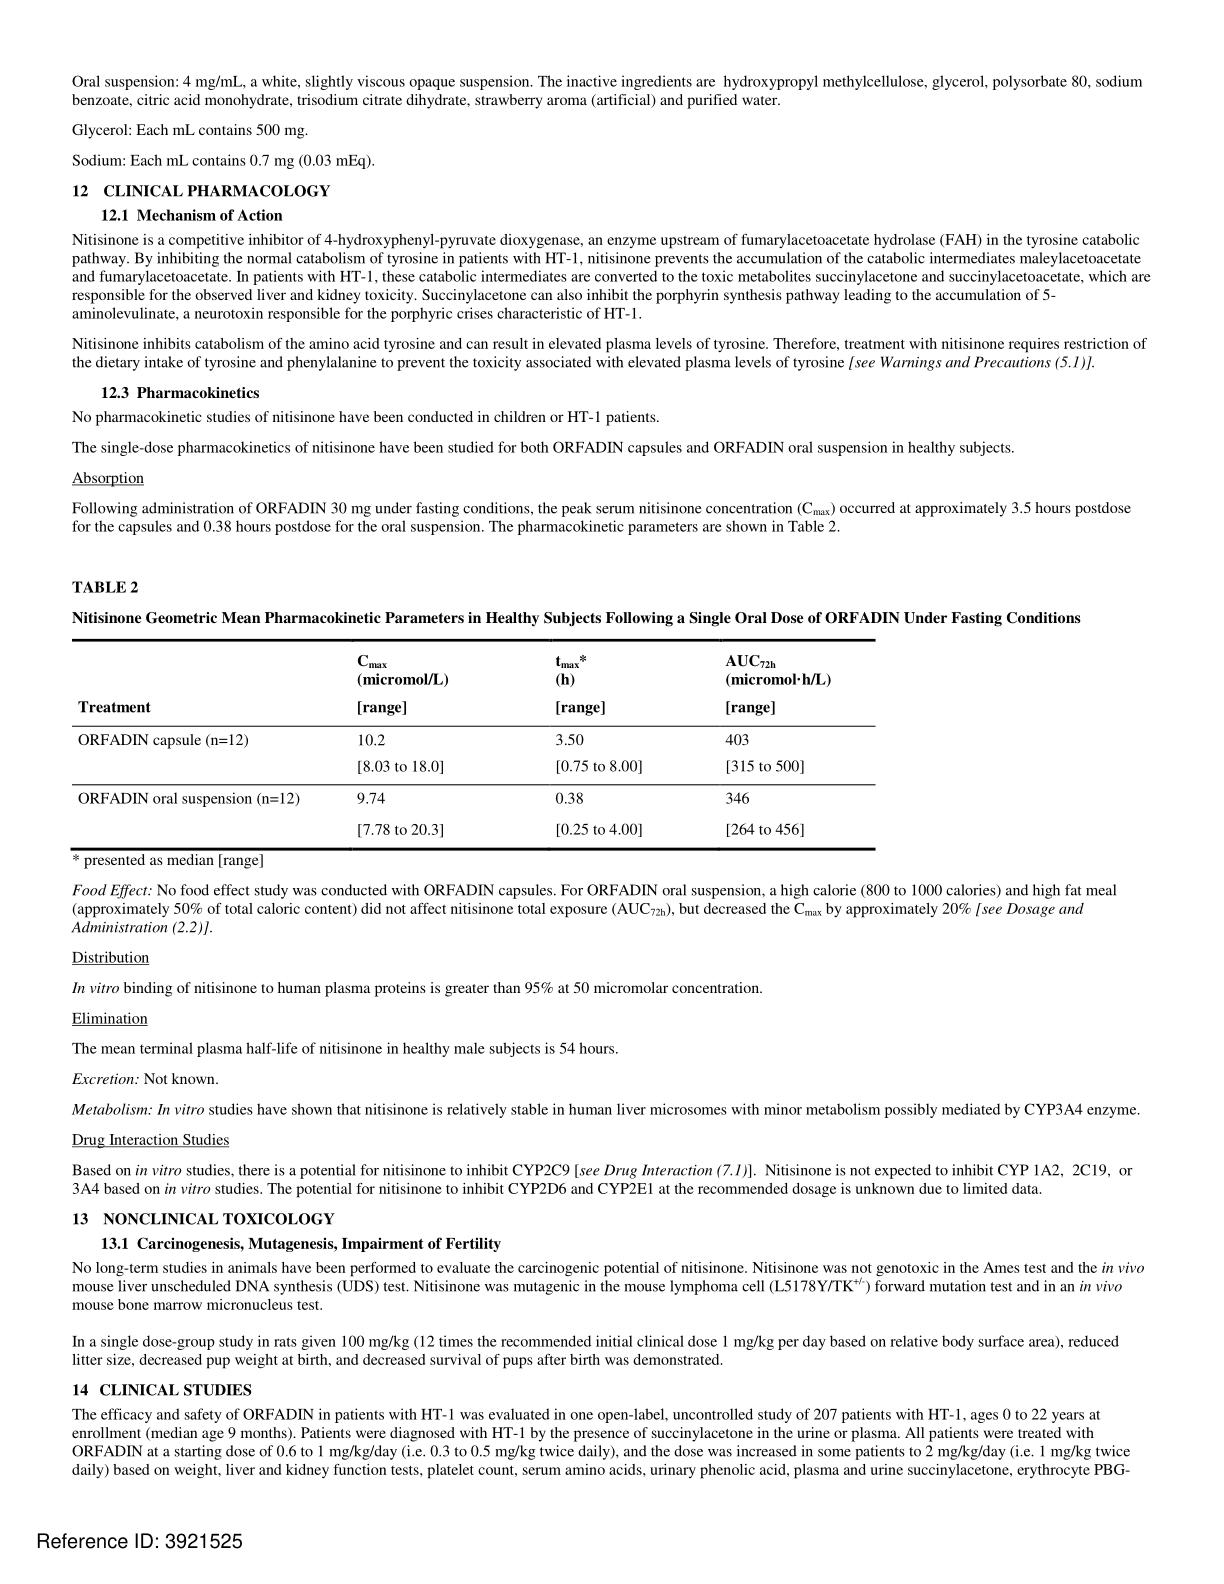 Oral suspension: 4 mg/mL, a white, slightly viscous opaque suspension. The inactive ingredients are  hydroxypropyl methylcellulose, glycerol, polysorbate 80, sodium
benzoate, citric acid monohydrate, trisodium citrate dihydrate, strawberry aroma (artificial) and purified water.
Glycerol: Each mL contains 500 mg.
Sodium: Each mL contains 0.7 mg (0.03 mEq).
12 CLINICAL PHARMACOLOGY
12.1 Mechanism of Action
Nitisinone is a competitive inhibitor of 4-hydroxyphenyl-pyruvate dioxygenase, an enzyme upstream of fumarylacetoacetate hydrolase (FAH) in the tyrosine catabolic
pathway. By inhibiting the normal catabolism of tyrosine in patients with HT-1, nitisinone prevents the accumulation of the catabolic intermediates maleylacetoacetate
and fumarylacetoacetate. In patients with HT-1, these catabolic intermediates are converted to the toxic metabolites succinylacetone and succinylacetoacetate, which are
responsible for the observed liver and kidney toxicity. Succinylacetone can also inhibit the porphyrin synthesis pathway leading to the accumulation of 5-
aminolevulinate, a neurotoxin responsible for the porphyric crises characteristic of HT-1.
Nitisinone inhibits catabolism of the amino acid tyrosine and can result in elevated plasma levels of tyrosine. Therefore, treatment with nitisinone requires restriction of
the dietary intake of tyrosine and phenylalanine to prevent the toxicity associated with elevated plasma levels of tyrosine [see Warnings and Precautions (5.1)].
12.3 Pharmacokinetics
No pharmacokinetic studies of nitisinone have been conducted in children or HT-1 patients.
The single-dose pharmacokinetics of nitisinone have been studied for both ORFADIN capsules and ORFADIN oral suspension in healthy subjects.
Absorption
Following administration of ORFADIN 30 mg under fasting conditions, the peak serum nitisinone concentration (Cmax) occurred at approximately 3.5 hours postdose
for the capsules and 0.38 hours postdose for the oral suspension. The pharmacokinetic parameters are shown in Table 2.
TABLE 2
Nitisinone Geometric Mean Pharmacokinetic Parameters in Healthy Subjects Following a Single Oral Dose of ORFADIN Under Fasting Conditions
Cmax tmax* AUC72h
(micromol/L) (h) (micromol·h/L)
Treatment [range] [range] [range]
ORFADIN capsule (n=12) 10.2 3.50 403
[8.03 to 18.0] [0.75 to 8.00] [315 to 500]
ORFADIN oral suspension (n=12) 9.74 0.38 346
[7.78 to 20.3] [0.25 to 4.00] [264 to 456]
* presented as median [range]
Food Effect: No food effect study was conducted with ORFADIN capsules. For ORFADIN oral suspension, a high calorie (800 to 1000 calories) and high fat meal
(approximately 50% of total caloric content) did not affect nitisinone total exposure (AUC72h), but decreased the Cmax by approximately 20% [see Dosage and
Administration (2.2)].
Distribution
In vitro binding of nitisinone to human plasma proteins is greater than 95% at 50 micromolar concentration.
Elimination
The mean terminal plasma half-life of nitisinone in healthy male subjects is 54 hours.
Excretion: Not known.
Metabolism: In vitro studies have shown that nitisinone is relatively stable in human liver microsomes with minor metabolism possibly mediated by CYP3A4 enzyme.
Drug Interaction Studies
Based on in vitro studies, there is a potential for nitisinone to inhibit CYP2C9 [see Drug Interaction (7.1)].  Nitisinone is not expected to inhibit CYP 1A2,  2C19,  or
3A4 based on in vitro studies. The potential for nitisinone to inhibit CYP2D6 and CYP2E1 at the recommended dosage is unknown due to limited data.
13 NONCLINICAL TOXICOLOGY
13.1 Carcinogenesis, Mutagenesis, Impairment of Fertility
No long-term studies in animals have been performed to evaluate the carcinogenic potential of nitisinone. Nitisinone was not genotoxic in the Ames test and the in vivo
mouse liver unscheduled DNA synthesis (UDS) test. Nitisinone was mutagenic in the mouse lymphoma cell (L5178Y/TK+/-) forward mutation test and in an in vivo
mouse bone marrow micronucleus test.
In a single dose-group study in rats given 100 mg/kg (12 times the recommended initial clinical dose 1 mg/kg per day based on relative body surface area), reduced
litter size, decreased pup weight at birth, and decreased survival of pups after birth was demonstrated.
14 CLINICAL STUDIES
The efficacy and safety of ORFADIN in patients with HT-1 was evaluated in one open-label, uncontrolled study of 207 patients with HT-1, ages 0 to 22 years at
enrollment (median age 9 months). Patients were diagnosed with HT-1 by the presence of succinylacetone in the urine or plasma. All patients were treated with
ORFADIN at a starting dose of 0.6 to 1 mg/kg/day (i.e. 0.3 to 0.5 mg/kg twice daily), and the dose was increased in some patients to 2 mg/kg/day (i.e. 1 mg/kg twice
daily) based on weight, liver and kidney function tests, platelet count, serum amino acids, urinary phenolic acid, plasma and urine succinylacetone, erythrocyte PBG-
Reference ID: 3921525